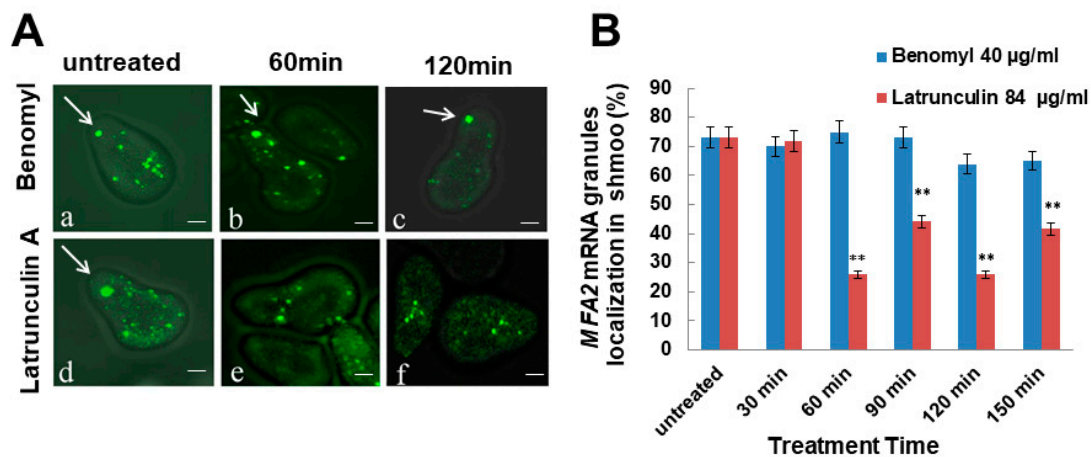 A
untreated
60min
120min
Benomyl
a
b
c
Latrunculin A
d
e
f
B
Benomyl 40 µg/ml
Latrunculin 84 µg/ml
MFA2 mRNA granules
localization in shmoo (%)
90
80
70
60
50
40
30
20
10
0
**
**
**
**
untreated
30 min
60 min
90 min
120 min
150 min
Treatment Time